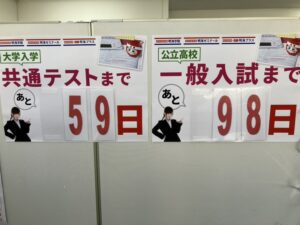 大学入学
共通テストまで
あと
59日
公立高校
一般入試まで
あと
98日